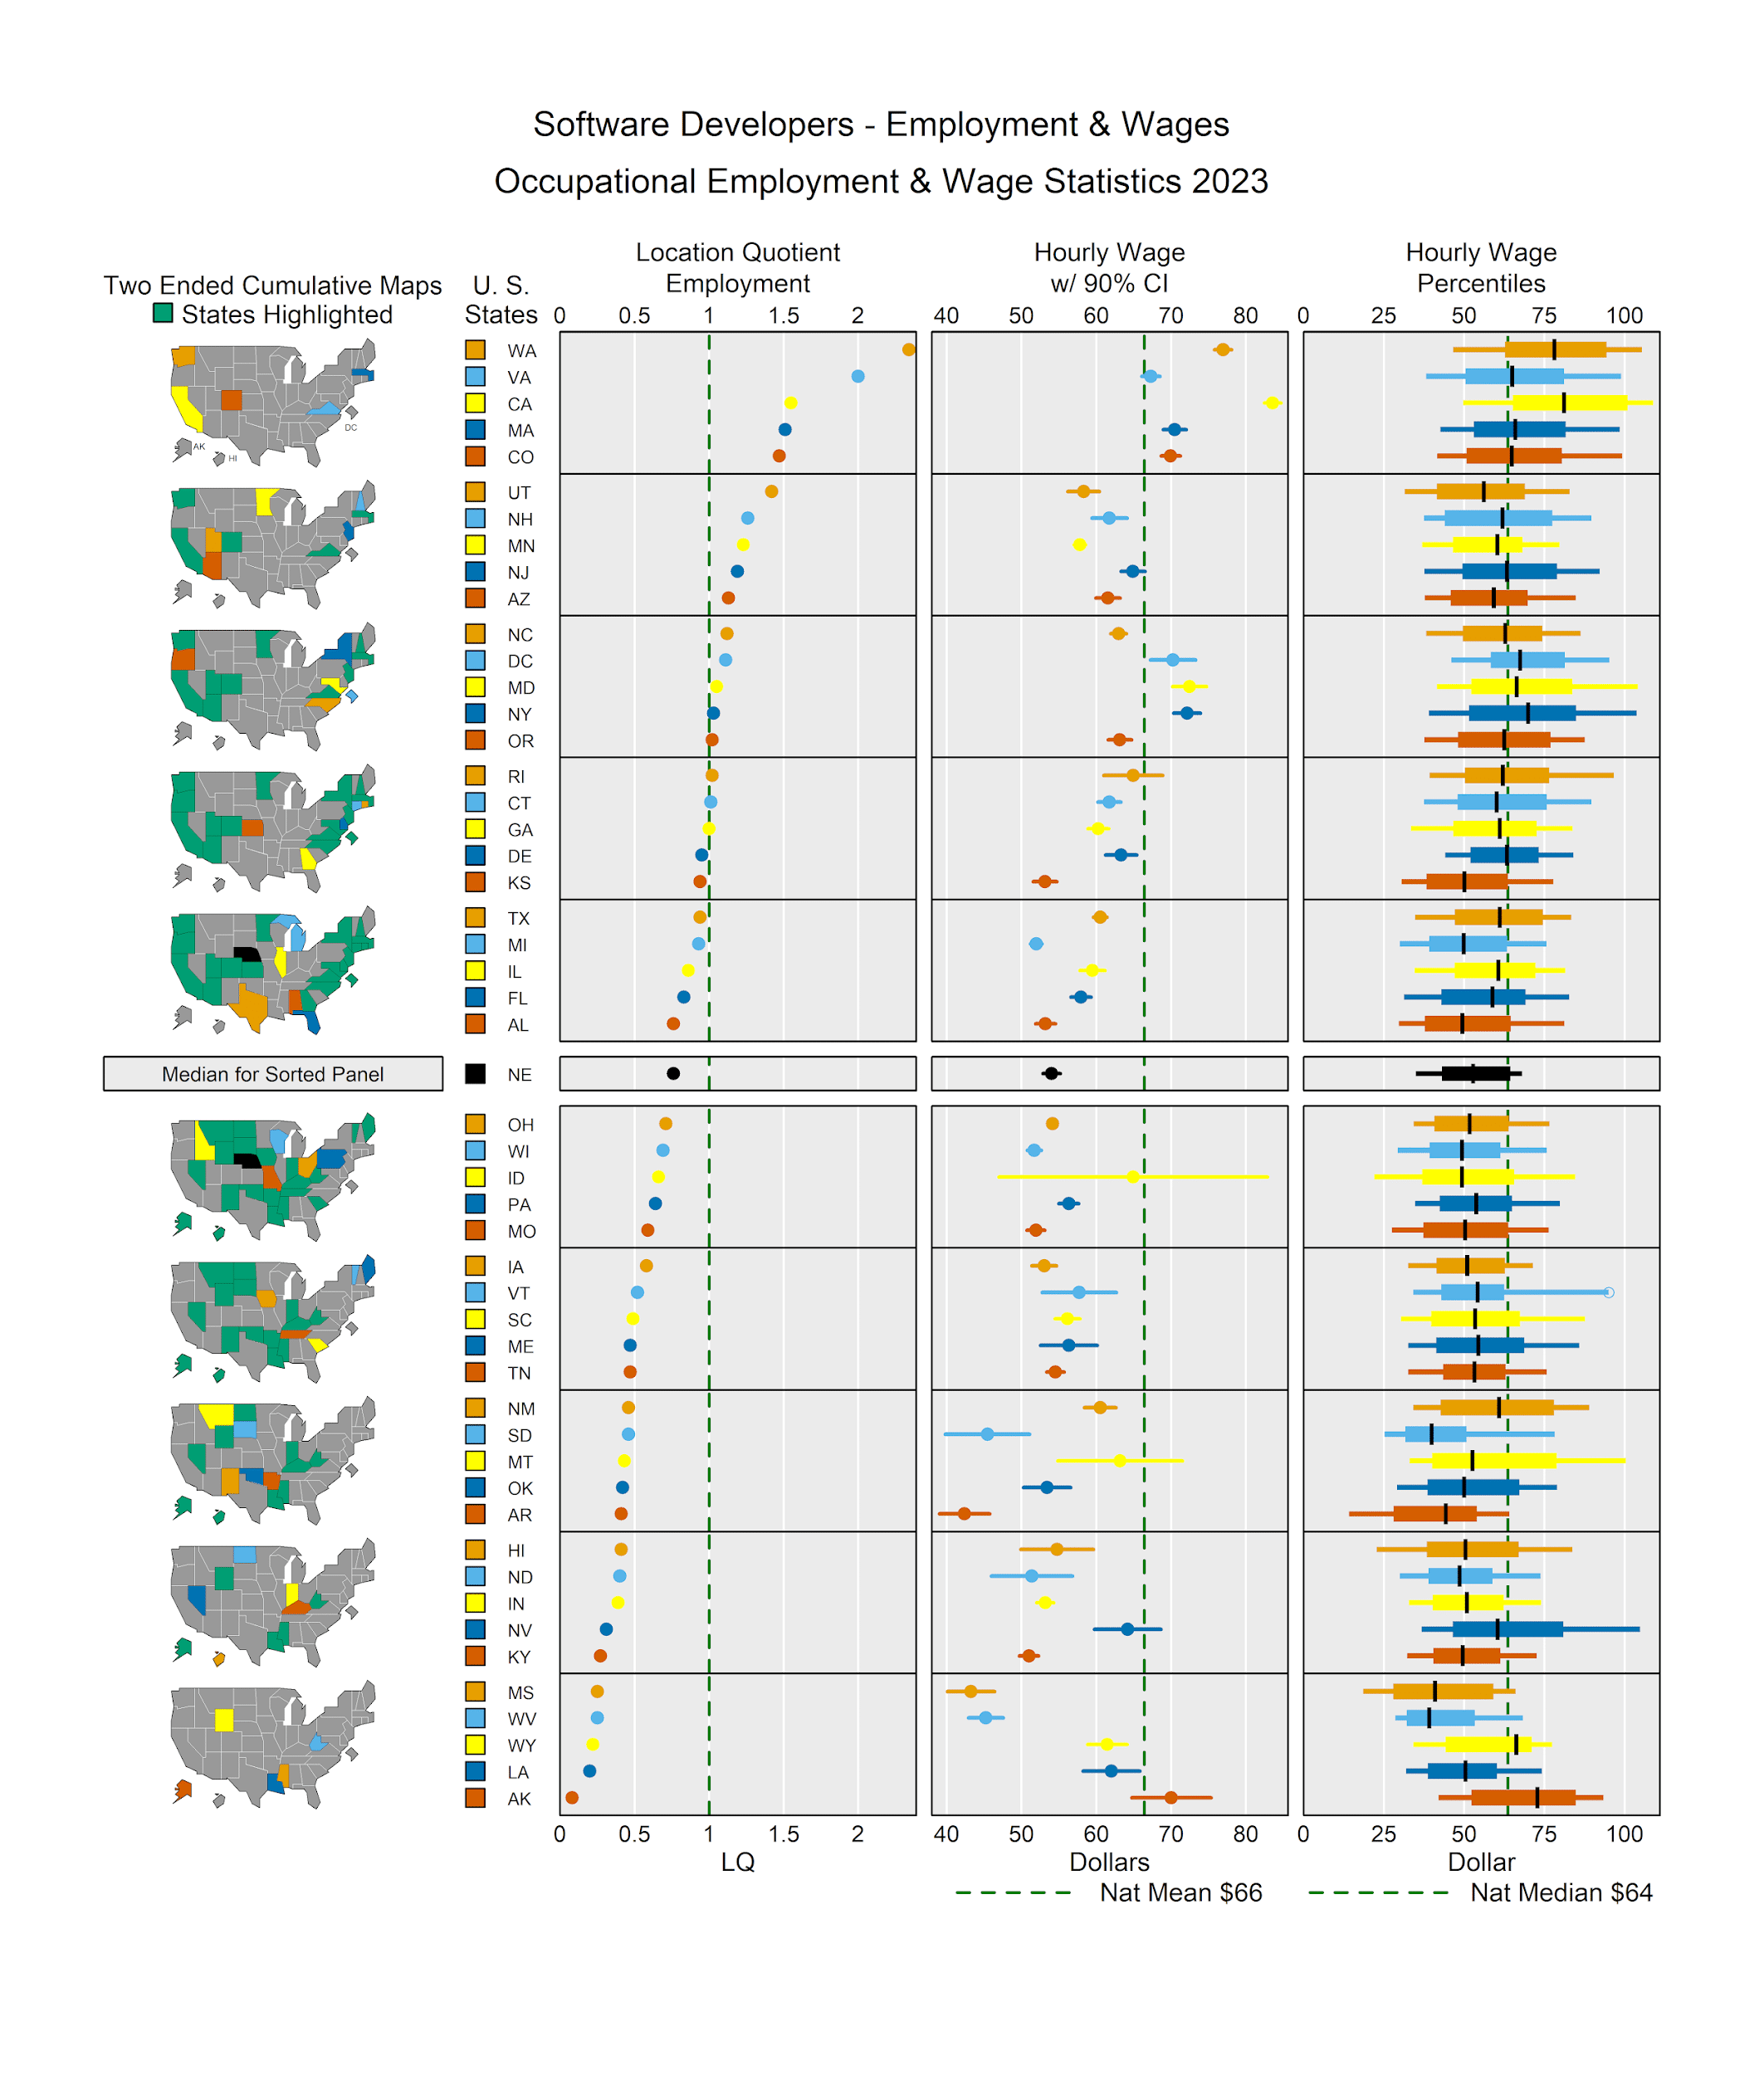 Software Developers - Employment & Wages
Occupational Employment & Wage Statistics 2023
Two Ended Cumulative Maps
States Highlighted
U. S.
States
Location Quotient
Employment
Hourly Wage
w/ 90% CI
Hourly Wage
Percentiles
0 0.5 1 1.5 2
40 50 60 70 80
0 25 50 75 100
AK
HI
DC
WA
VA
CA
MA
CO
UT
NH
MN
NJ
AZ
NC
DC
MD
NY
OR
RI
CT
GA
DE
KS
TX
MI
IL
FL
AL
Median for Sorted Panel
NE
OH
WI
ID
PA
MO
IA
VT
SC
ME
TN
NM
SD
MT
OK
AR
HI
ND
IN
NV
KY
MS
WV
WY
LA
AK
0 0.5 1 1.5 2
40 50 60 70 80
0 25 50 75 100
LQ
Dollars
Dollar
Nat Mean $66
Nat Median $64